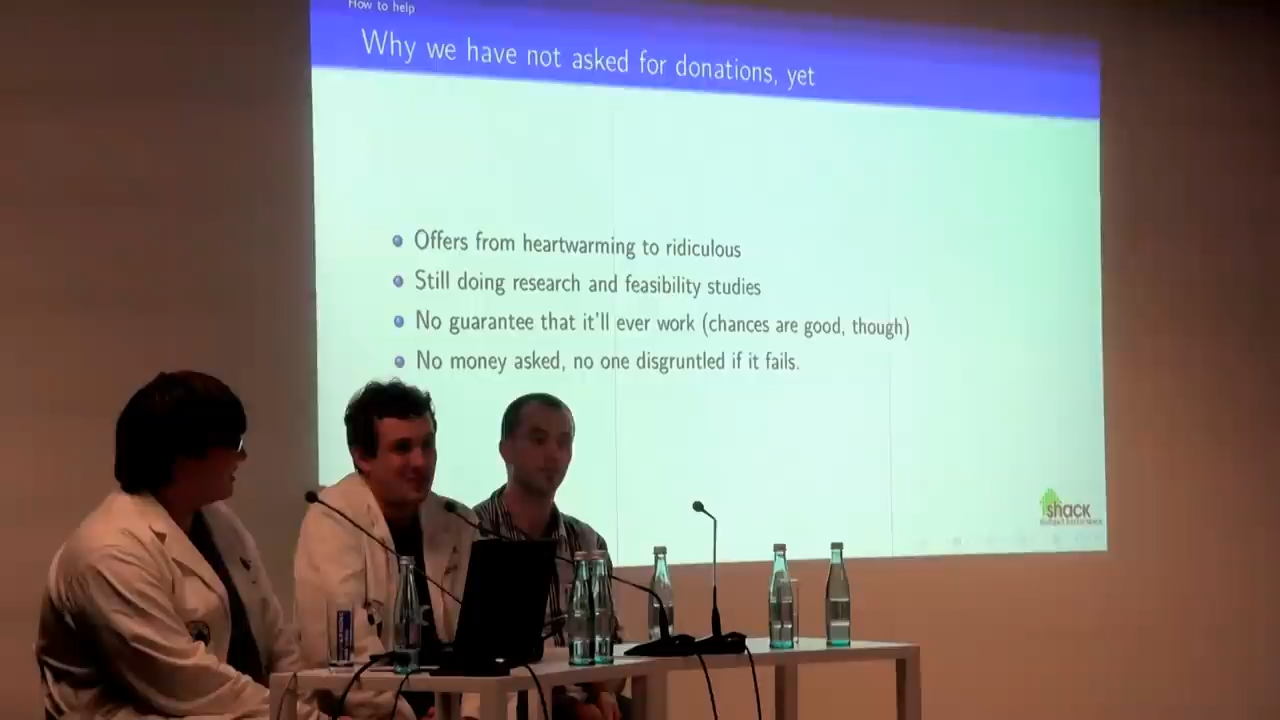 How to help
Why we have not asked for donations, yet
Offers from heartwarming to ridiculous
Still doing research and feasibility studies
No guarantee that it'll ever work (chances are good, though)
No money asked, no one disgruntled if it fails.
shack